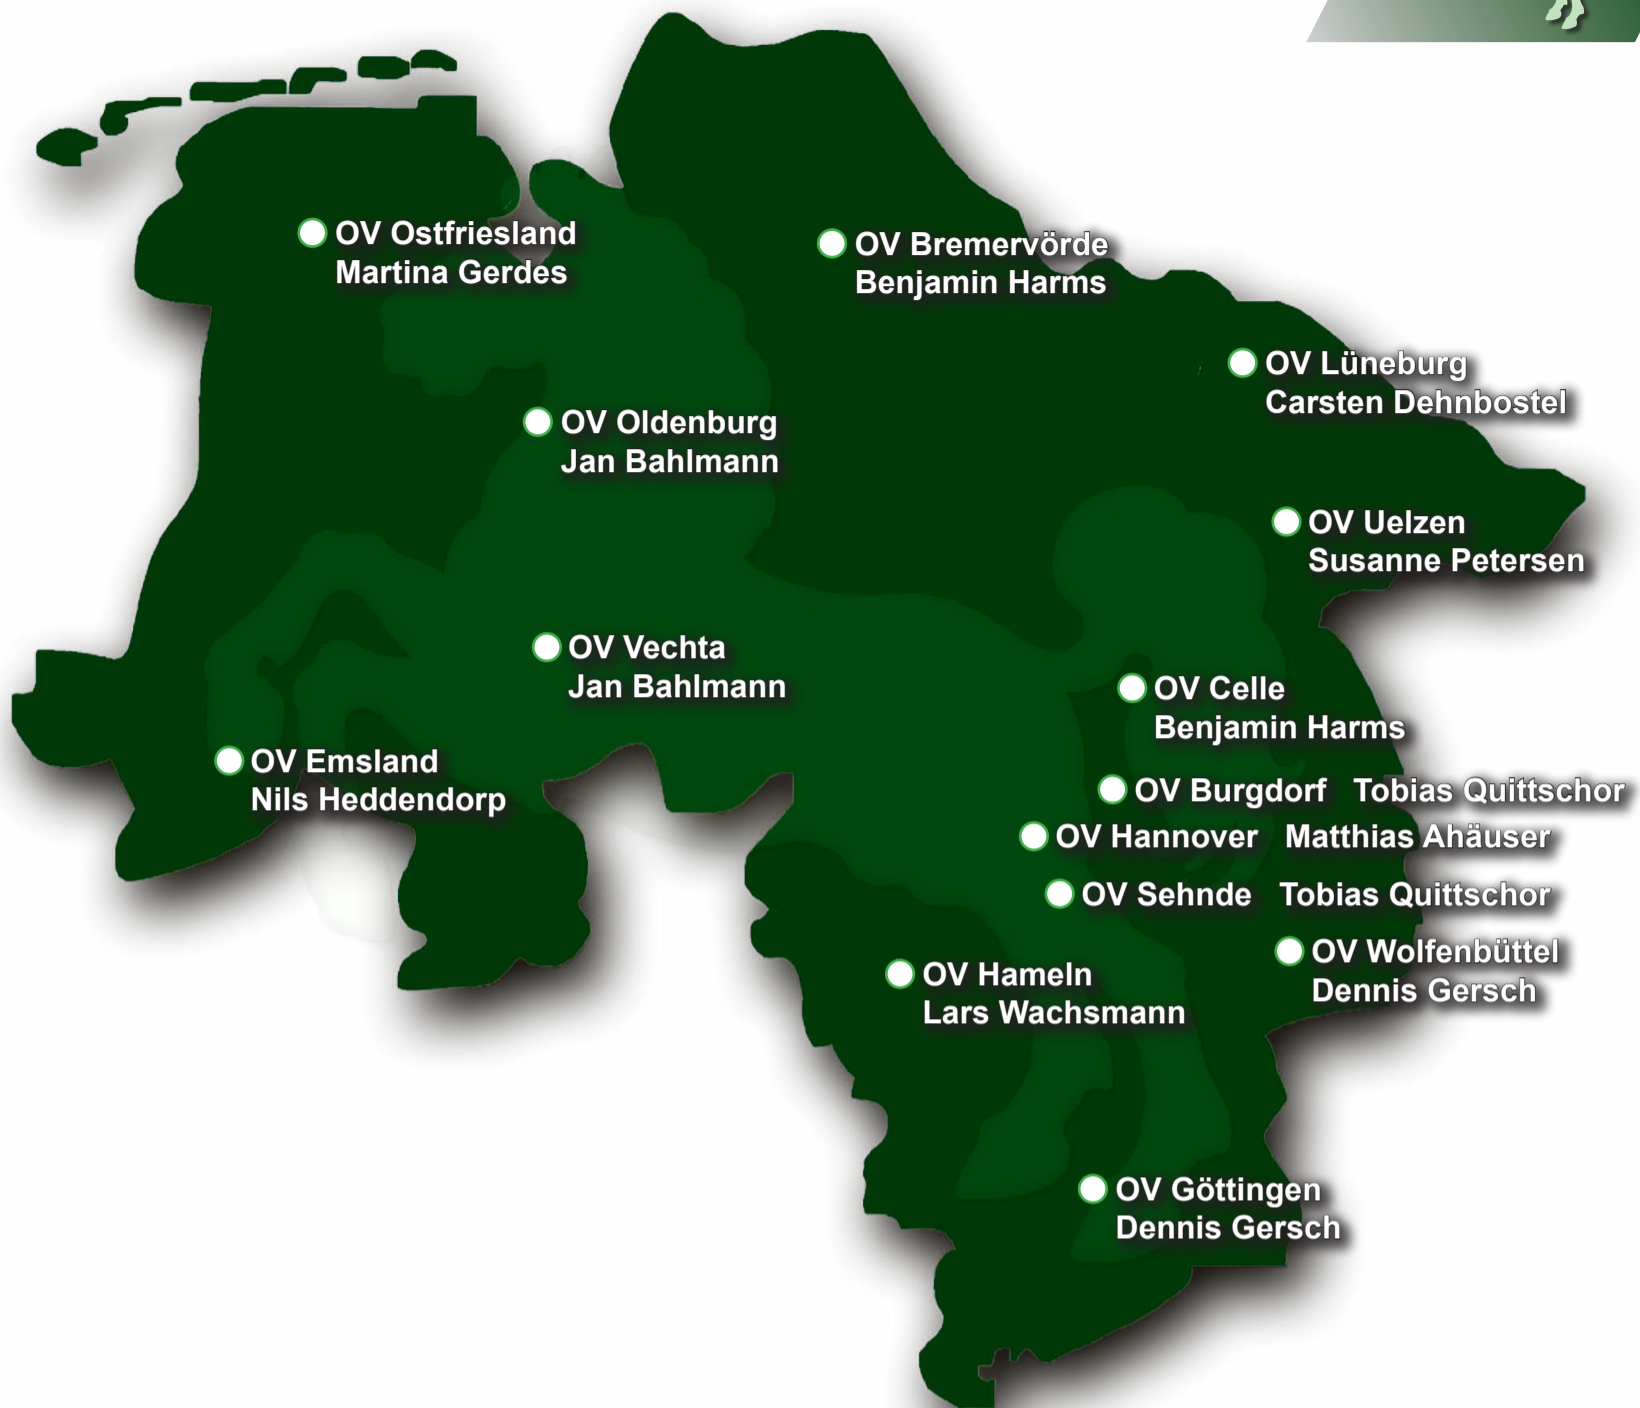 OV Ostfriesland
Martina Gerdes
OV Bremervörde
Benjamin Harms
OV Lüneburg
Carsten Dehnbostel
OV Oldenburg
Jan Bahlmann
OV Uelzen
Susanne Petersen
OV Vechta
Jan Bahlmann
OV Celle
Benjamin Harms
OV Emsland
Nils Heddendorp
OV Burgdorf Tobias Quittschor
OV Hannover Matthias Ahäuser
OV Sehnde Tobias Quittschor
OV Wolfenbüttel
Dennis Gersch
OV Hameln
Lars Wachsmann
OV Göttingen
Dennis Gersch